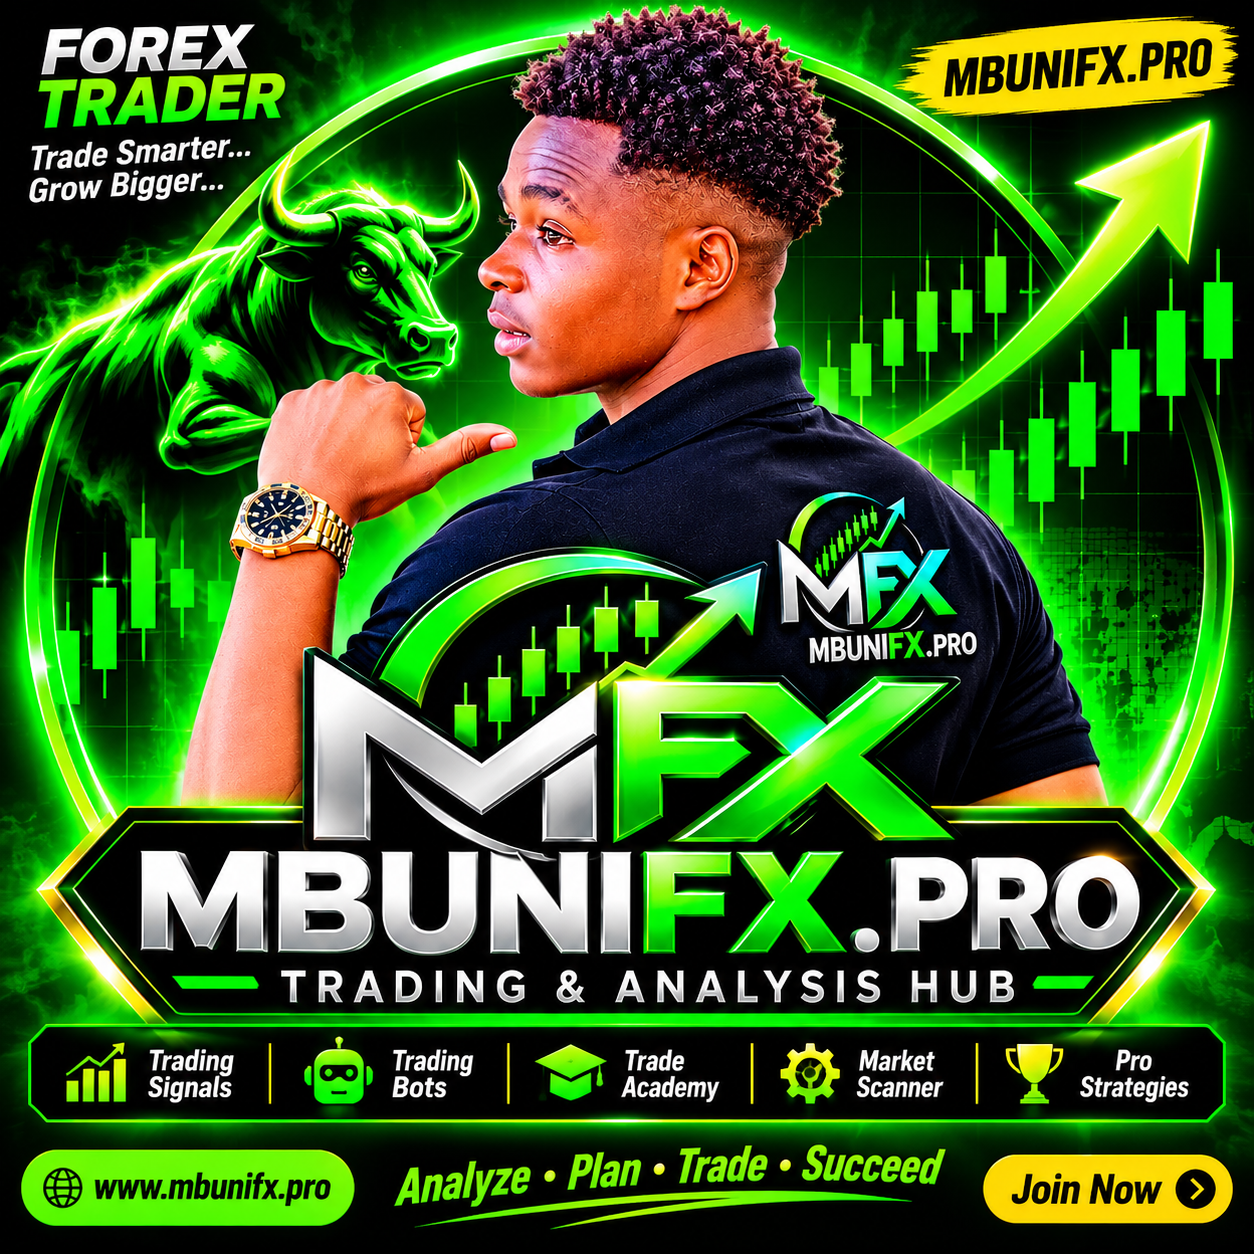 FOREX
TRADER
Trade Smarter...
Grow Bigger...
MBUNIFX.PRO
MFX
MBUNIFX.PRO
MFX
MBUNIFX.PRO
TRADING & ANALYSIS HUB
Trading
Signals
Trading
Bots
Trade
Academy
Market
Scanner
Pro
Strategies
www.mbunifx.pro
Analyze • Plan • Trade • Succeed
Join Now